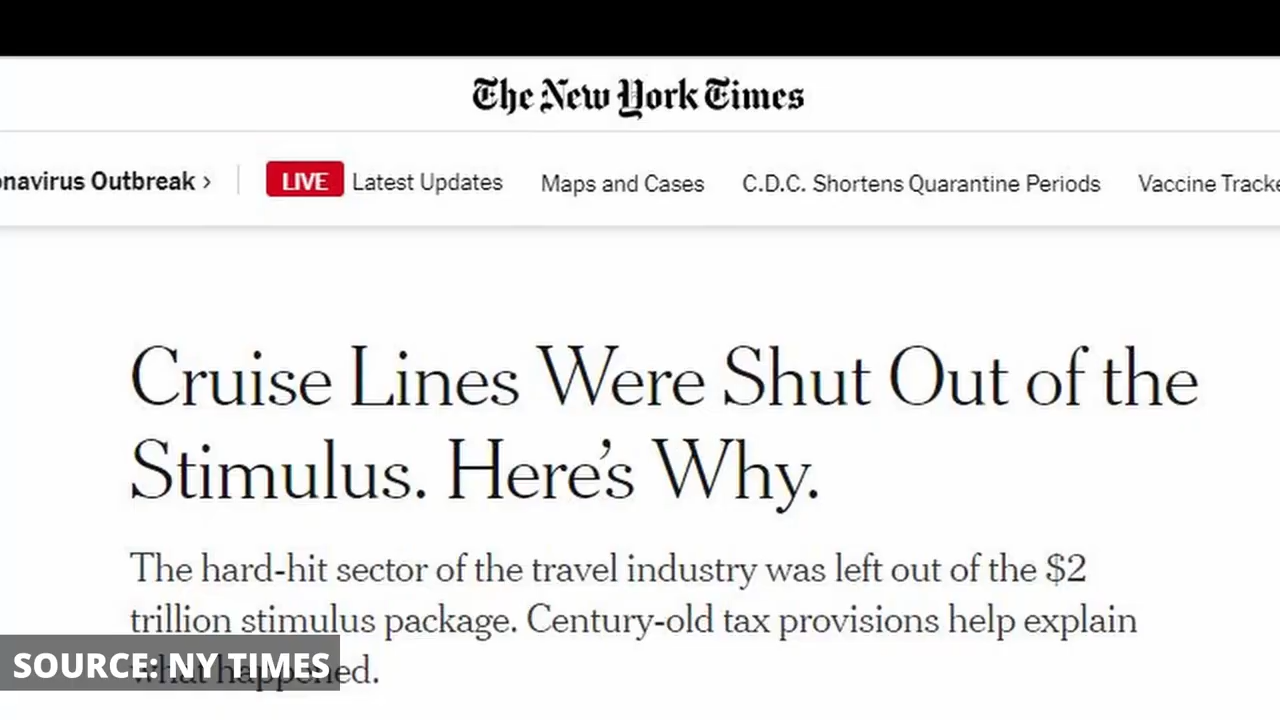 The New York Times
onavirus Outbreak > LIVE Latest Updates Maps and Cases C.D.C. Shortens Quarantine Periods Vaccine Tracke
Cruise Lines Were Shut Out of the
Stimulus. Here’s Why.
The hard-hit sector of the travel industry was left out of the $2
trillion stimulus package. Century-old tax provisions help explain
what happened.
SOURCE: NY TIMES